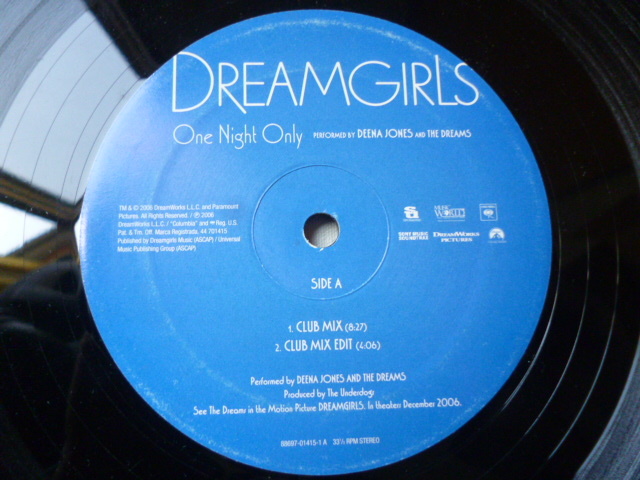 DREAMGIRLS
One Night Only PERFORMED BY DEENA JONES AND THE DREAMS
TM & © 2006 DreamWorks L.L.C. and Paramount
Pictures. All Rights Reserved. / ℗ 2006
DreamWorks L.L.C. / "Columbia" and Reg. U.S.
Pat. & Tm. Off. Marca Registrada. 44 701415
Published by Dreamgirls Music (ASCAP) / Universal
Music Publishing Group (ASCAP)
SONY MUSIC
SOUNDTRAX
MUSIC
WORLD
DREAMWORKS
PICTURES
SIDE A
1. CLUB MIX (8:27)
2. CLUB MIX EDIT (4:06)
Performed by DEENA JONES AND THE DREAMS
Produced by The Underdogs
See The Dreams in the Motion Picture DREAMGIRLS. In theaters December 2006.
88697-01415-1 A 33⅓ RPM STEREO